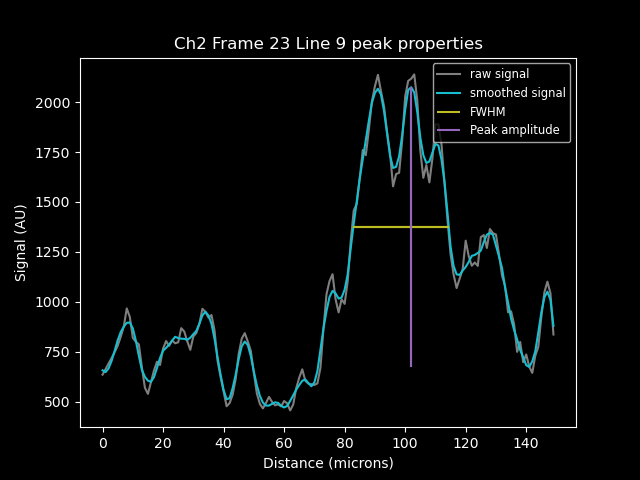 Ch2 Frame 23 Line 9 peak properties
raw signal
smoothed signal
FWHM
Peak amplitude
Signal (AU)
2000
1750
1500
1250
1000
750
500
0 20 40 60 80 100 120 140
Distance (microns)